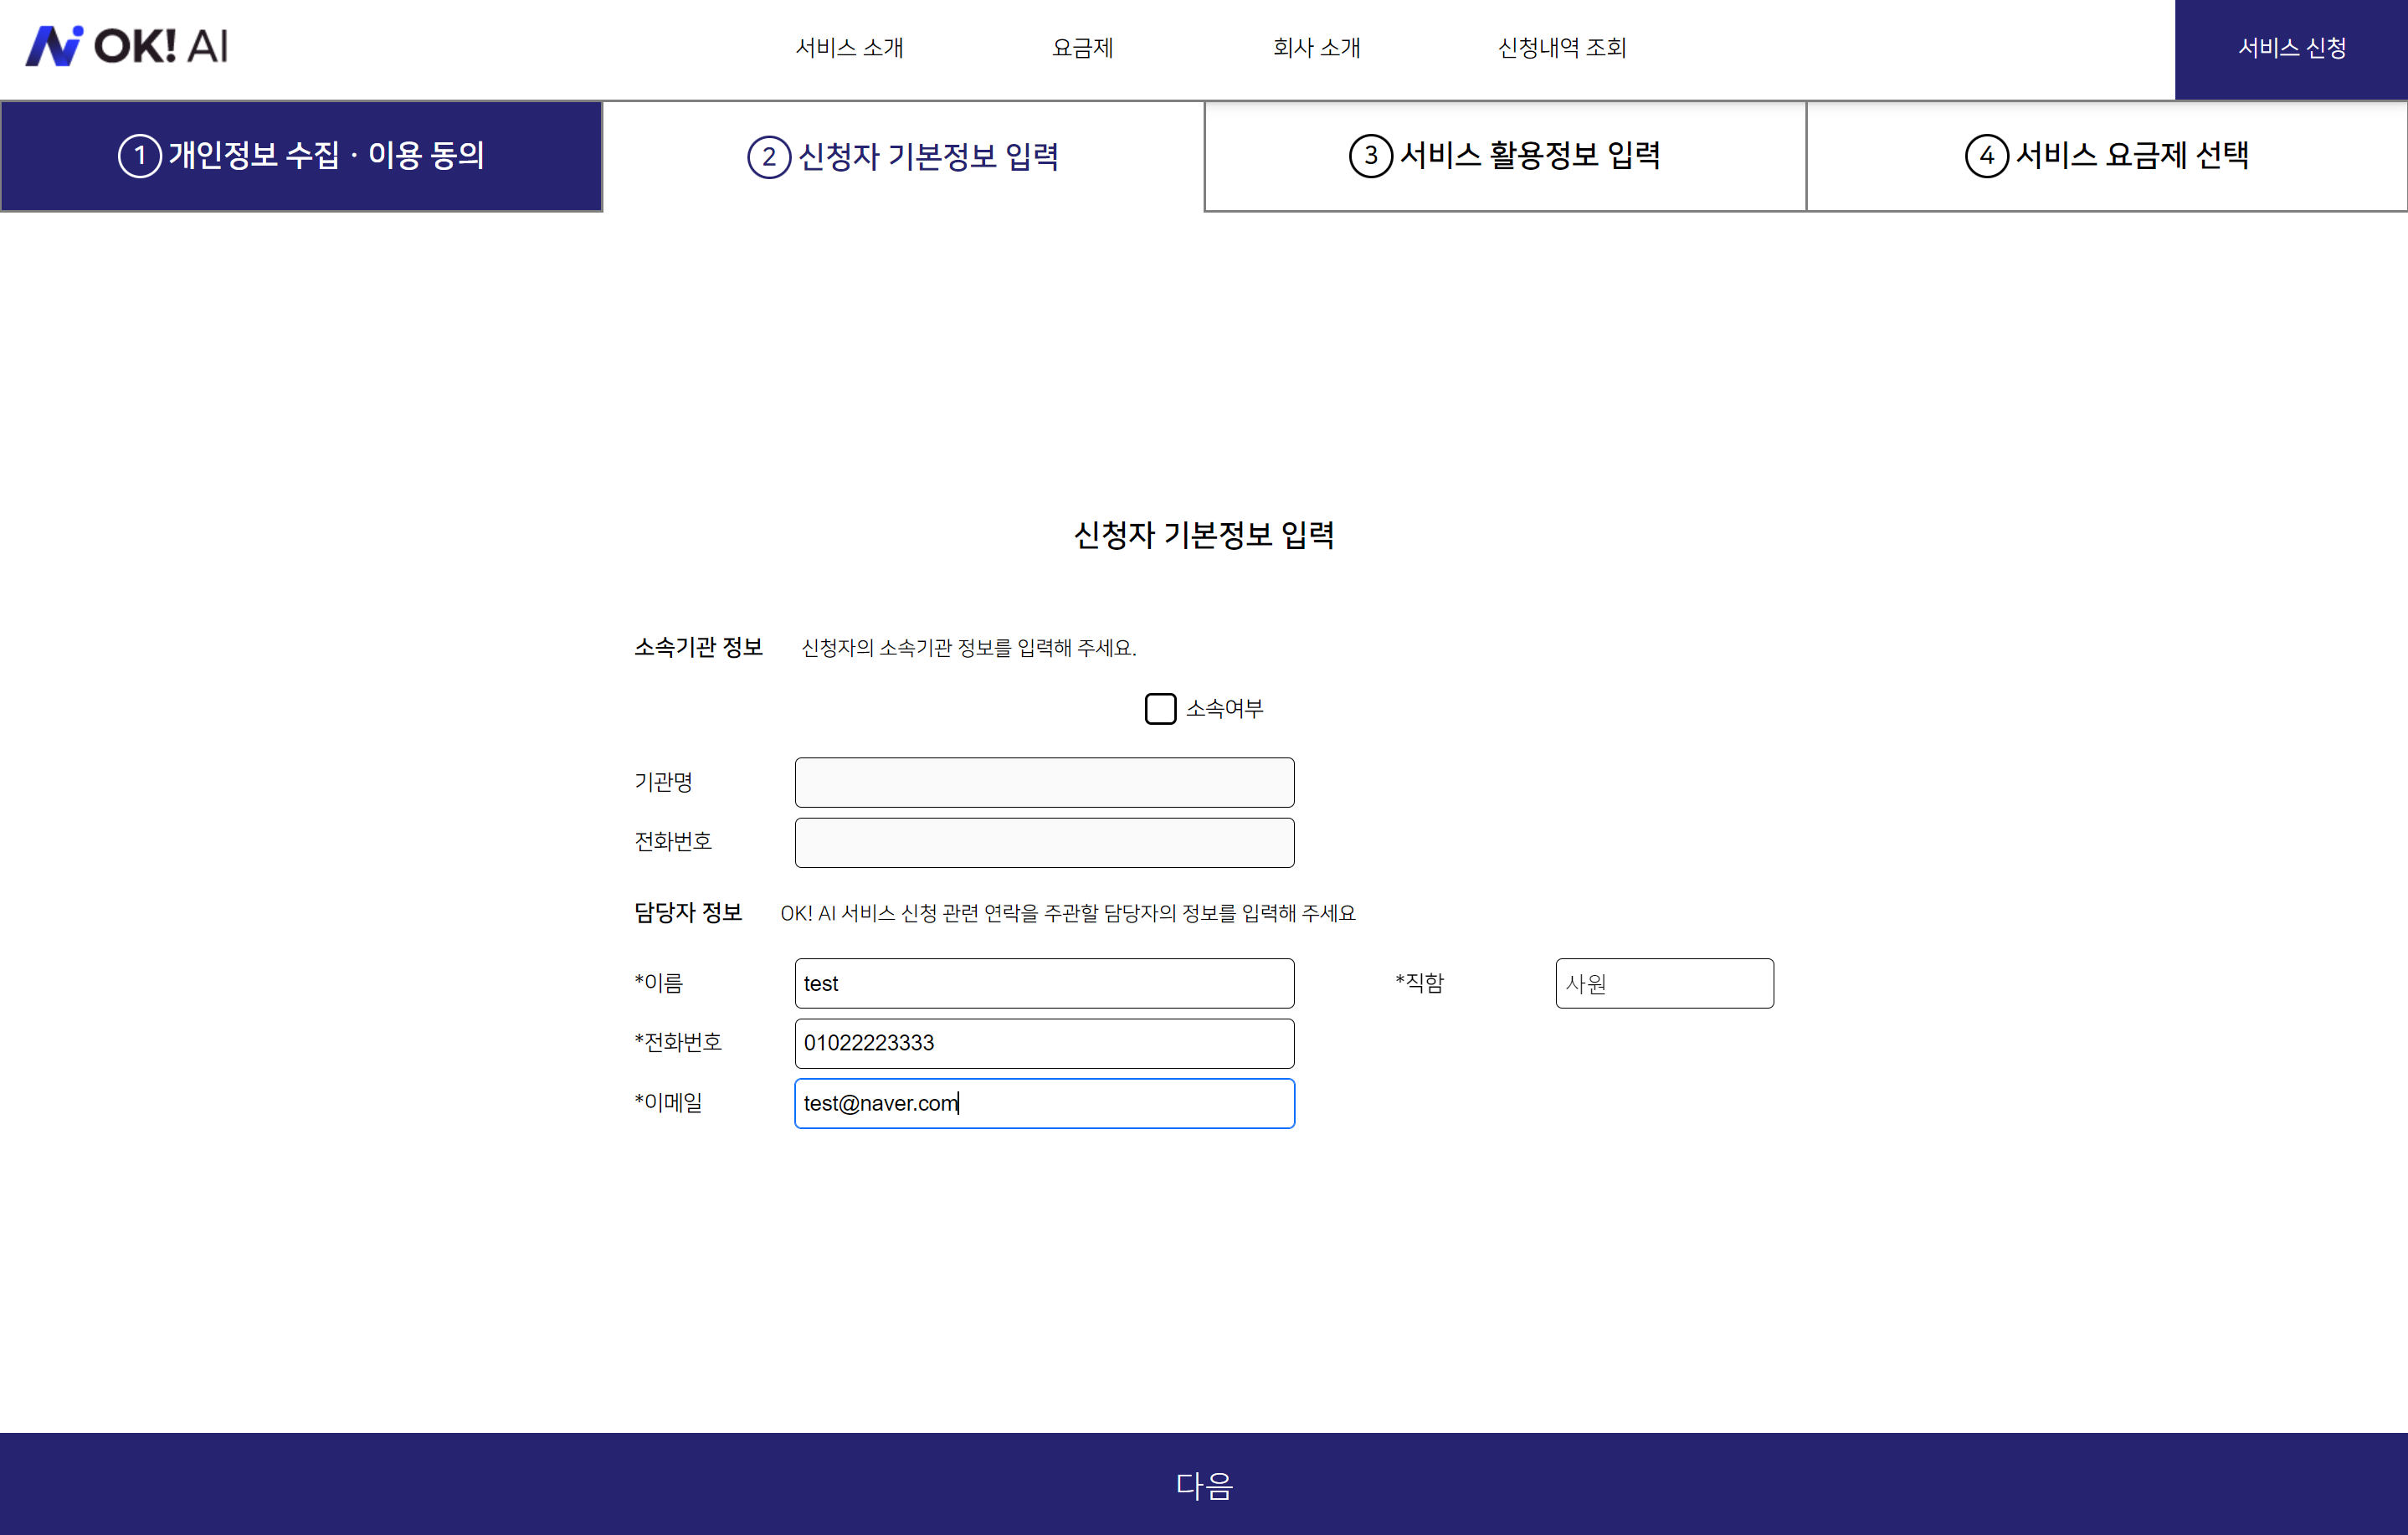 OK! AI
서비스 소개
요금제
회사 소개
신청내역 조회
서비스 신청
1 개인정보 수집 · 이용 동의
2 신청자 기본정보 입력
3 서비스 활용정보 입력
4 서비스 요금제 선택
신청자 기본정보 입력
소속기관 정보 신청자의 소속기관 정보를 입력해 주세요.
소속여부
기관명
전화번호
담당자 정보 OK! AI 서비스 신청 관련 연락을 주관할 담당자의 정보를 입력해 주세요
*이름 test *직함 사원
*전화번호 01022223333
*이메일 test@naver.com
다음